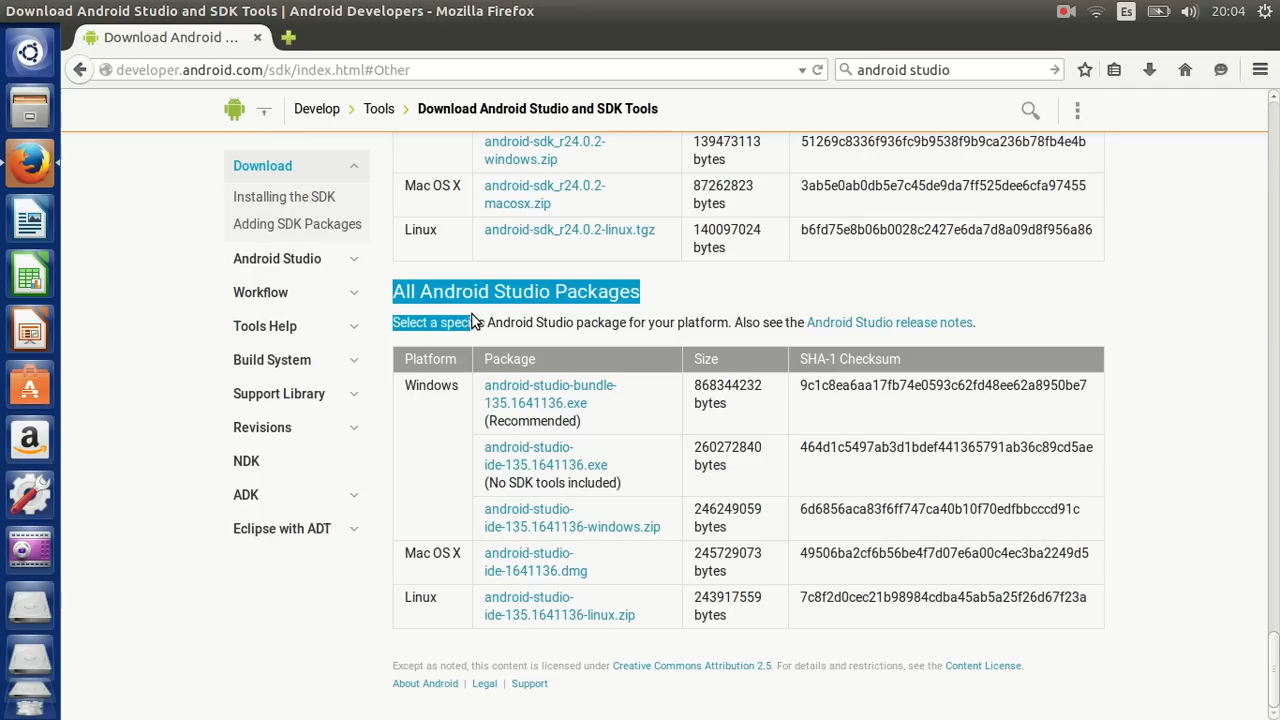 Download Android Studio and SDK Tools | Android Developers - Mozilla Firefox
Es
20:04
Download Android ...
developer.android.com/sdk/index.html#Other
android studio
Develop
Tools
Download Android Studio and SDK Tools
Download
Installing the SDK
Adding SDK Packages
Android Studio
Workflow
Tools Help
Build System
Support Library
Revisions
NDK
ADK
Eclipse with ADT
android-sdk_r24.0.2-
windows.zip
139473113
bytes
51269c8336f936fc9b9538f9b9ca236b78fb4e4b
Mac OS X
android-sdk_r24.0.2-
macosx.zip
87262823
bytes
3ab5e0ab0db5e7c45de9da7ff525dee6cfa97455
Linux
android-sdk_r24.0.2-linux.tgz
140097024
bytes
b6fd75e8b06b0028c2427e6da7d8a09d8f956a86
All Android Studio Packages
Select a specific Android Studio package for your platform. Also see the Android Studio release notes.
Platform
Package
Size
SHA-1 Checksum
Windows
android-studio-bundle-
135.1641136.exe
(Recommended)
868344232
bytes
9c1c8ea6aa17fb74e0593c62fd48ee62a8950be7
android-studio-
ide-135.1641136.exe
(No SDK tools included)
260272840
bytes
464d1c5497ab3d1bdef441365791ab36c89cd5ae
android-studio-
ide-135.1641136-windows.zip
246249059
bytes
6d6856aca83f6ff747ca40b10f70edfbbcccd91c
Mac OS X
android-studio-
ide-1641136.dmg
245729073
bytes
49506ba2cf6b56be4f7d07e6a00c4ec3ba2249d5
Linux
android-studio-
ide-135.1641136-linux.zip
243917559
bytes
7c8f2d0cec21b98984cdba45ab5a25f26d67f23a
Except as noted, this content is licensed under Creative Commons Attribution 2.5. For details and restrictions, see the Content License.
About Android | Legal | Support